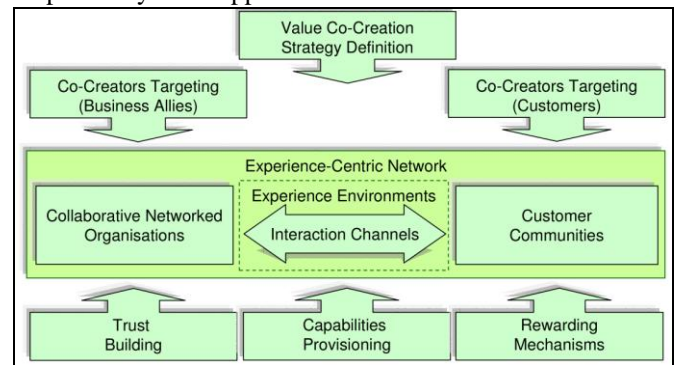 Value Co-Creation
Strategy Definition
Co-Creators Targeting
(Business Allies)
Co-Creators Targeting
(Customers)
Experience-Centric Network
Experience Environments
Collaborative Networked
Organisations
Interaction Channels
Customer
Communities
Trust
Building
Capabilities
Provisioning
Rewarding
Mechanisms